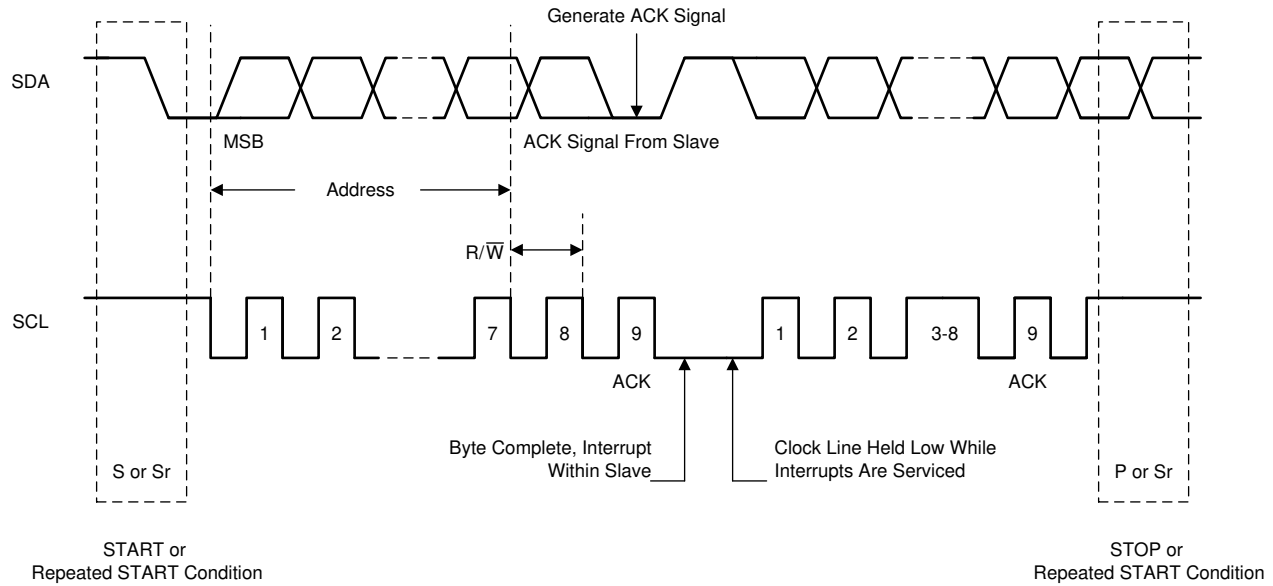 Generate ACK Signal
SDA
MSB
ACK Signal From Slave
Address
R/W̅
SCL
1
2
7
8
9
1
2
3-8
9
ACK
ACK
Byte Complete, Interrupt
Within Slave
Clock Line Held Low While
Interrupts Are Serviced
S or Sr
P or Sr
START or
Repeated START Condition
STOP or
Repeated START Condition